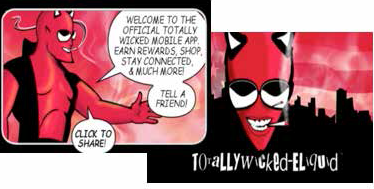 WELCOME TO THE
OFFICIAL TOTALLY
WICKED MOBILE APP.
EARN REWARDS, SHOP,
STAY CONNECTED,
& MUCH MORE!
TELL A
FRIEND!
CLICK TO
SHARE!
TOtALLYWicked-ELiQuid